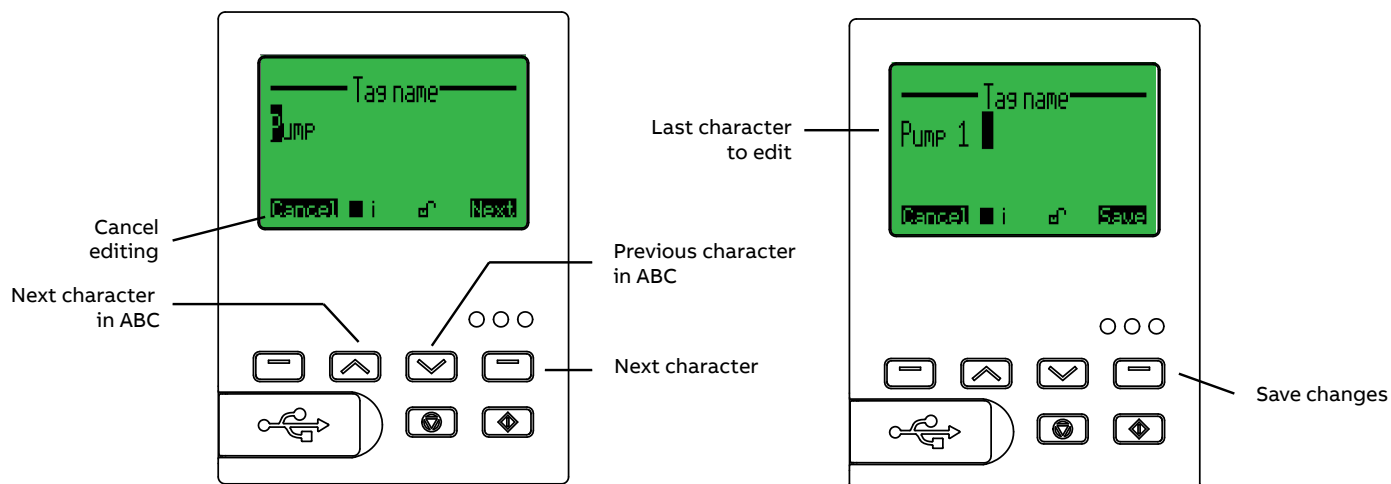 Tag name
Pump
Cancel i Next
Cancel
editing
Next character
in ABC
Previous character
in ABC
Next character
Tag name
Pump 1
Cancel i Save
Last character
to edit
Save changes